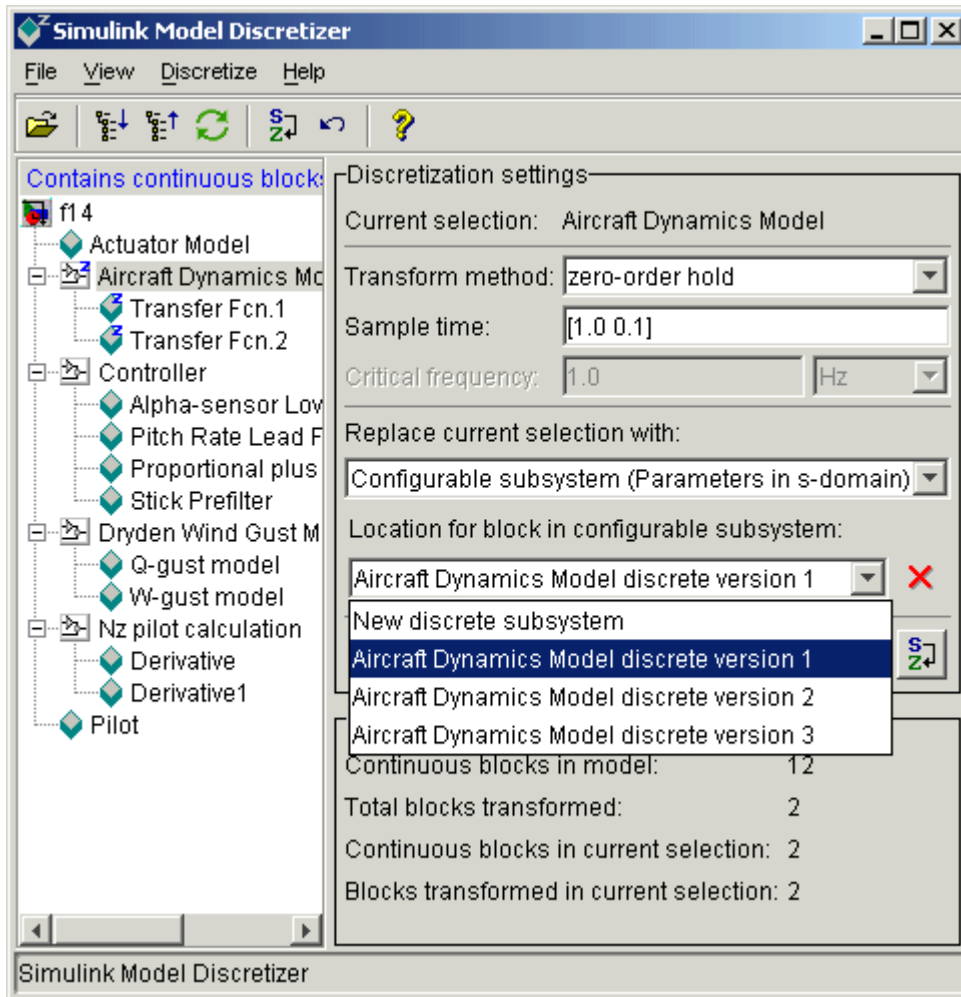 Simulink Model Discretizer
File View Discretize Help
Contains continuous block
f14
Actuator Model
Aircraft Dynamics Mo
Transfer Fcn.1
Transfer Fcn.2
Controller
Alpha-sensor Lov
Pitch Rate Lead F
Proportional plus
Stick Prefilter
Dryden Wind Gust M
Q-gust model
W-gust model
Nz pilot calculation
Derivative
Derivative1
Pilot
Discretization settings
Current selection: Aircraft Dynamics Model
Transform method: zero-order hold
Sample time: [1.0 0.1]
Critical frequency: 1.0 Hz
Replace current selection with:
Configurable subsystem (Parameters in s-domain)
Location for block in configurable subsystem:
Aircraft Dynamics Model discrete version 1
New discrete subsystem
Aircraft Dynamics Model discrete version 1
Aircraft Dynamics Model discrete version 2
Aircraft Dynamics Model discrete version 3
S
Z
Continuous blocks in model: 12
Total blocks transformed: 2
Continuous blocks in current selection: 2
Blocks transformed in current selection: 2
Simulink Model Discretizer